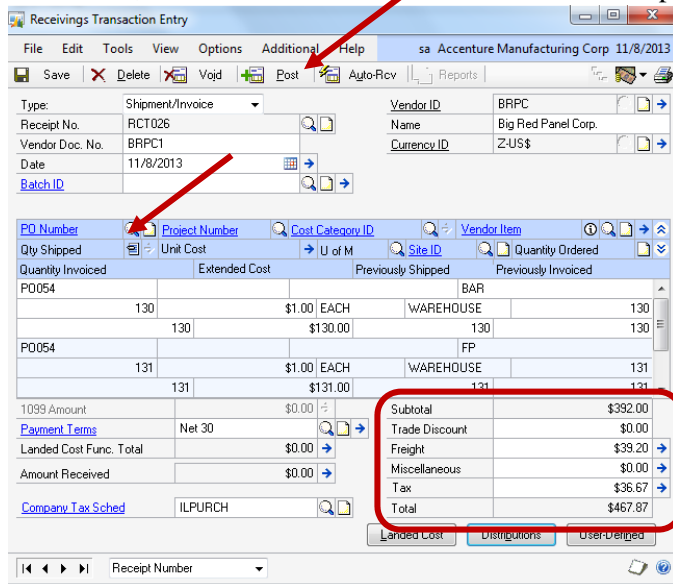 Receivings Transaction Entry
File Edit Tools View Options Additional Help sa Accenture Manufacturing Corp 11/8/2013
Save Delete Void Post Auto-Rcv Reports
Type: Shipment/Invoice Vendor ID BRPC
Receipt No. RCT026 Name Big Red Panel Corp.
Vendor Doc. No. BRPC1 Currency ID Z-US$
Date 11/8/2013
Batch ID
PO Number Project Number Cost Category ID Vendor Item
Qty Shipped Unit Cost U of M Site ID Quantity Ordered
Quantity Invoiced Extended Cost Previously Shipped Previously Invoiced
PO054 BAR
130 $1.00 EACH WAREHOUSE 130
130 $130.00 130 130
PO054 FP
131 $1.00 EACH WAREHOUSE 131
131 $131.00 131 131
1099 Amount $0.00 Subtotal $392.00
Payment Terms Net 30 Trade Discount $0.00
Landed Cost Func. Total $0.00 Freight $39.20
Amount Received $0.00 Miscellaneous $0.00
Tax $36.67
Company Tax Sched ILPURCH Total $467.87
Landed Cost Distributions User-Defined
Receipt Number